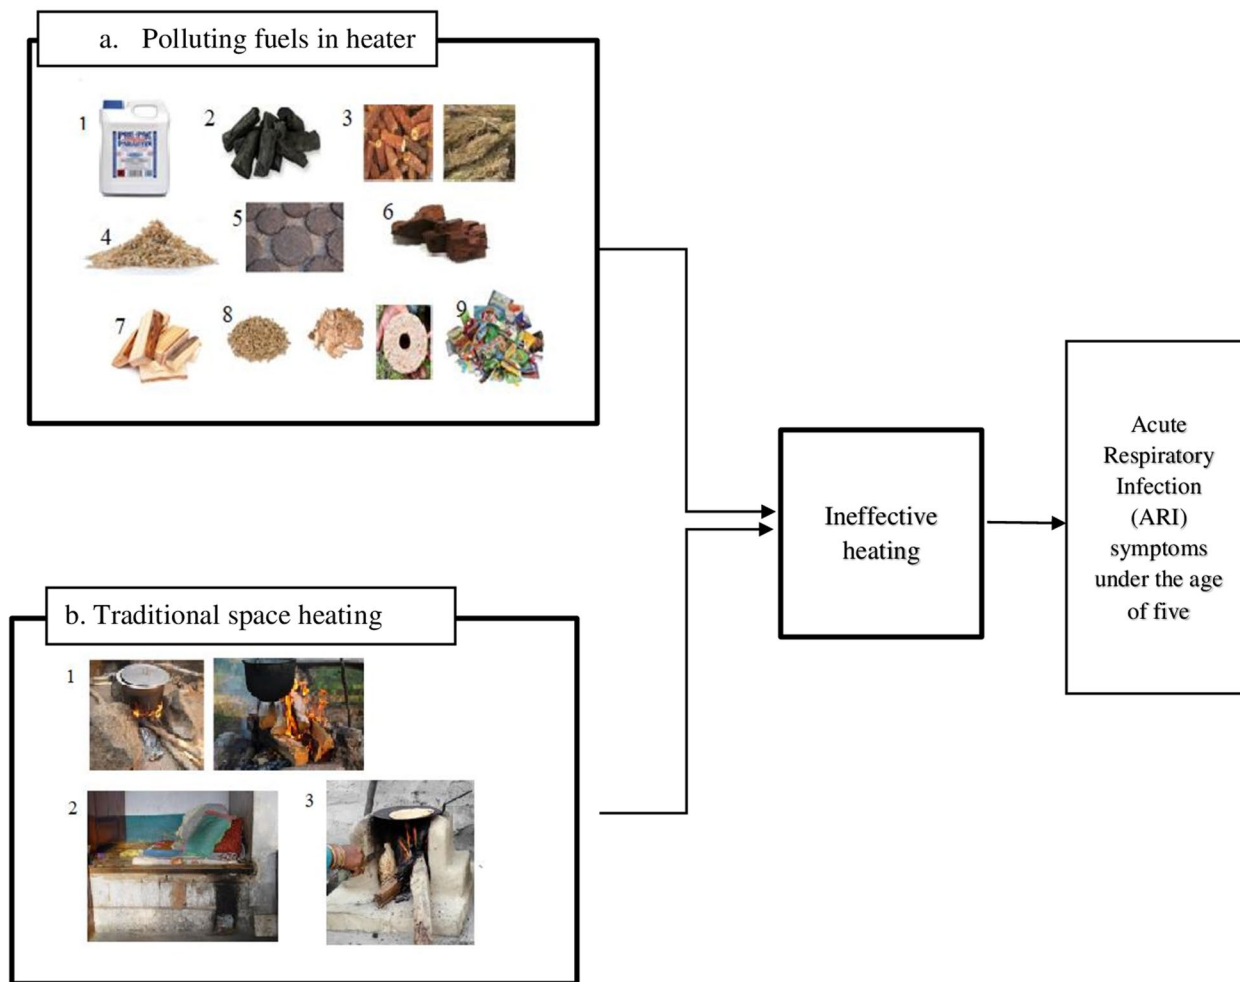 a. Polluting fuels in heater
1
2
3
4
5
6
7
8
9
b. Traditional space heating
1
2
3
Ineffective
heating
Acute
Respiratory
Infection
(ARI)
symptoms
under the age
of five